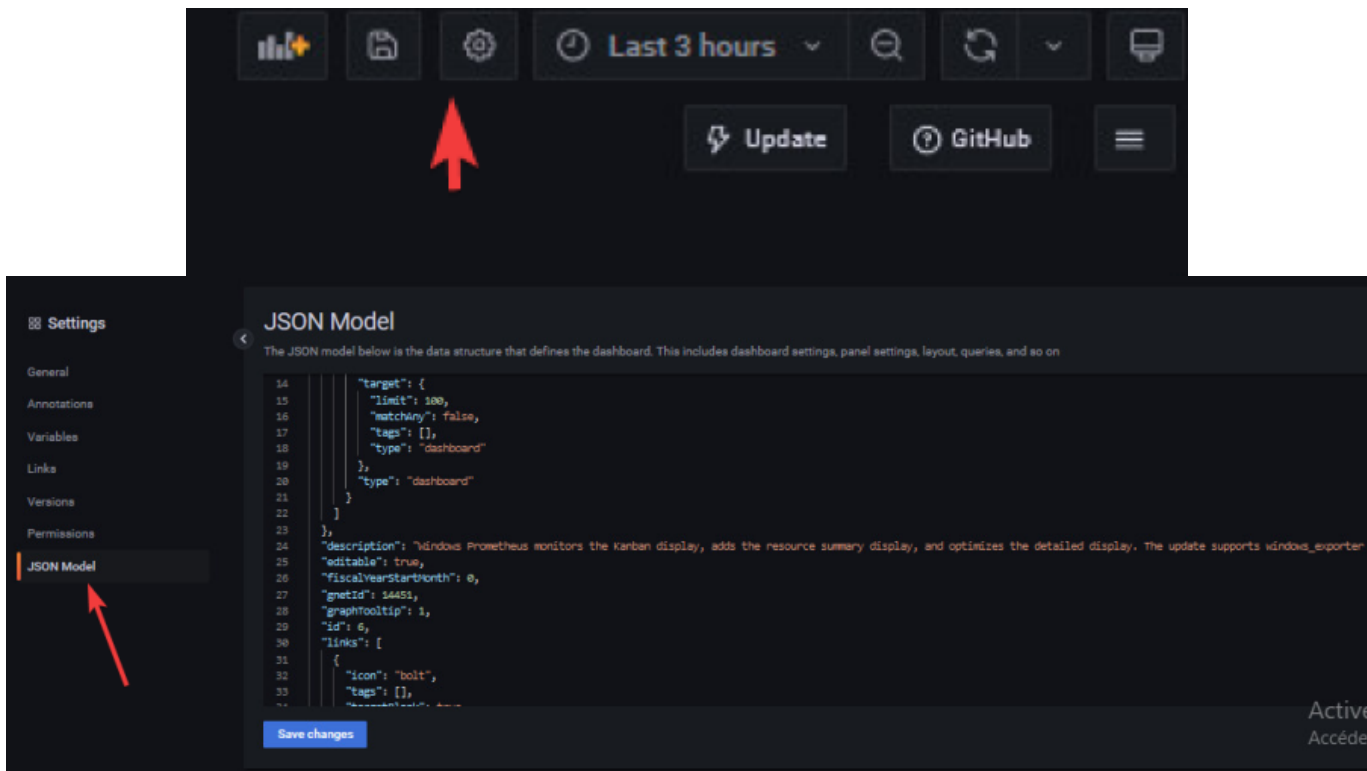 Last 3 hours
Update
GitHub
Settings
General
Annotations
Variables
Links
Versions
Permissions
JSON Model
JSON Model
The JSON model below is the data structure that defines the dashboard. This includes dashboard settings, panel settings, layout, queries, and so on
14 "target": {
15 "limit": 100,
16 "matchAny": false,
17 "tags": [],
18 "type": "dashboard"
19 },
20 "type": "dashboard"
21 }
22 ]
23 },
24 "description": "Windows Prometheus monitors the Kanban display, adds the resource summary display, and optimizes the detailed display. The update supports windows_exporter
25 "editable": true,
26 "fiscalYearStartMonth": 0,
27 "gnetId": 14451,
28 "graphTooltip": 1,
29 "id": 6,
30 "links": [
31 {
32 "icon": "bolt",
33 "tags": [],
Save changes
Active
Accéde